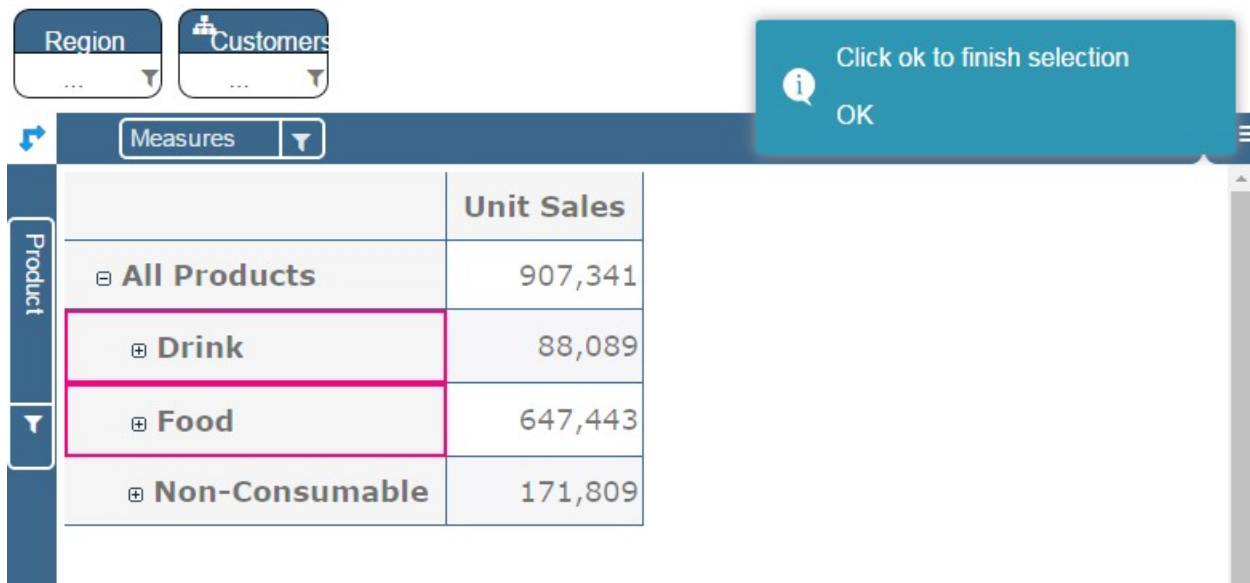 Region
Customers
...
...
Click ok to finish selection
OK
Measures
Product
Unit Sales
All Products 907,341
Drink 88,089
Food 647,443
Non-Consumable 171,809